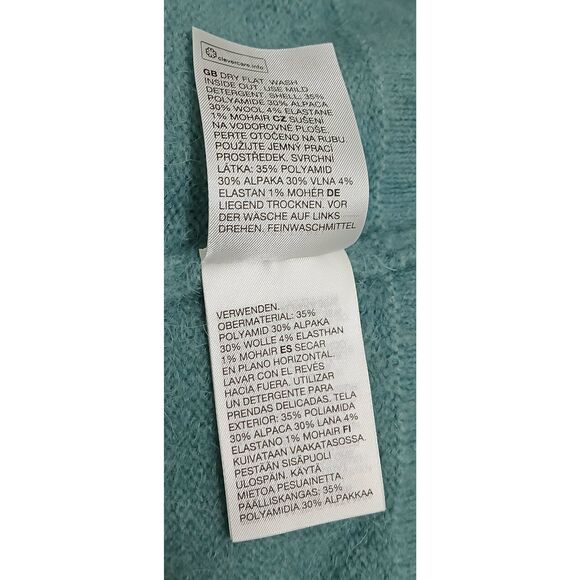 clevercare.info
GB DRY FLAT. WASH
INSIDE OUT. USE MILD
DETERGENT. SHELL: 35%
POLYAMIDE 30% ALPACA
30% WOOL 4% ELASTANE
1% MOHAIR CZ SUŠENÍ
NA VODOROVNÉ PLOŠE.
PERTE OTOČENO NA RUBU
POUŽIJTE JEMNÝ PRACÍ
PROSTŘEDEK. SVRCHNÍ
LÁTKA: 35% POLYAMID
30% ALPAKA 30% VLNA 4%
ELASTAN 1% MOHÉR DE
LIEGEND TROCKNEN. VOR
DER WÄSCHE AUF LINKS
DREHEN. FEINWASCHMITTEL
VERWENDEN.
OBERMATERIAL: 35%
POLYAMID 30% ALPAKA
30% WOLLE 4% ELASTHAN
1% MOHAIR ES SECAR
EN PLANO HORIZONTAL.
LAVAR CON EL REVÉS
HACIA FUERA. UTILIZAR
UN DETERGENTE PARA
PRENDAS DELICADAS. TELA
EXTERIOR: 35% POLIAMIDA
30% ALPACA 30% LANA 4%
ELASTANO 1% MOHAIR FI
KUIVATAAN VAAKATASOSSA.
PESTÄÄN SISÄPUOLI
ULOSPÄIN. KÄYTÄ
MIETOA PESUAINETTA.
PÄÄLLISKANGAS: 35%
POLYAMIDIA 30% ALPAKKAA